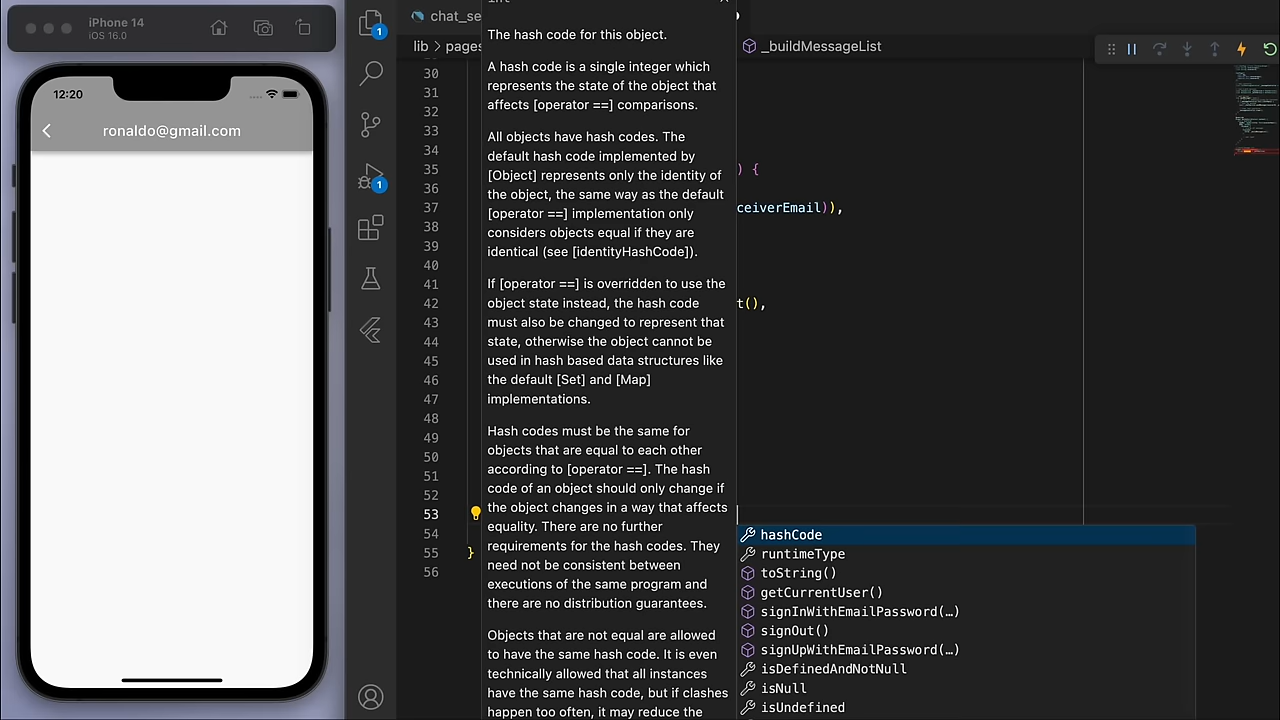 iPhone 14
iOS 16.0
12:20
ronaldo@gmail.com
1
1
chat_se
lib > pages
_buildMessageList
30
31
32
33
34
35
36
37
38
39
40
41
42
43
44
45
46
47
48
49
50
51
52
53
54
55
56
) {
ceiverEmail)),
t(),
}
The hash code for this object.
A hash code is a single integer which
represents the state of the object that
affects [operator ==] comparisons.
All objects have hash codes. The
default hash code implemented by
[Object] represents only the identity of
the object, the same way as the default
[operator ==] implementation only
considers objects equal if they are
identical (see [identityHashCode]).
If [operator ==] is overridden to use the
object state instead, the hash code
must also be changed to represent that
state, otherwise the object cannot be
used in hash based data structures like
the default [Set] and [Map]
implementations.
Hash codes must be the same for
objects that are equal to each other
according to [operator ==]. The hash
code of an object should only change if
the object changes in a way that affects
equality. There are no further
requirements for the hash codes. They
need not be consistent between
executions of the same program and
there are no distribution guarantees.
Objects that are not equal are allowed
to have the same hash code. It is even
technically allowed that all instances
have the same hash code, but if clashes
happen too often, it may reduce the
hashCode
runtimeType
toString()
getCurrentUser()
signInWithEmailPassword(…)
signOut()
signUpWithEmailPassword(…)
isDefinedAndNotNull
isNull
isUndefined